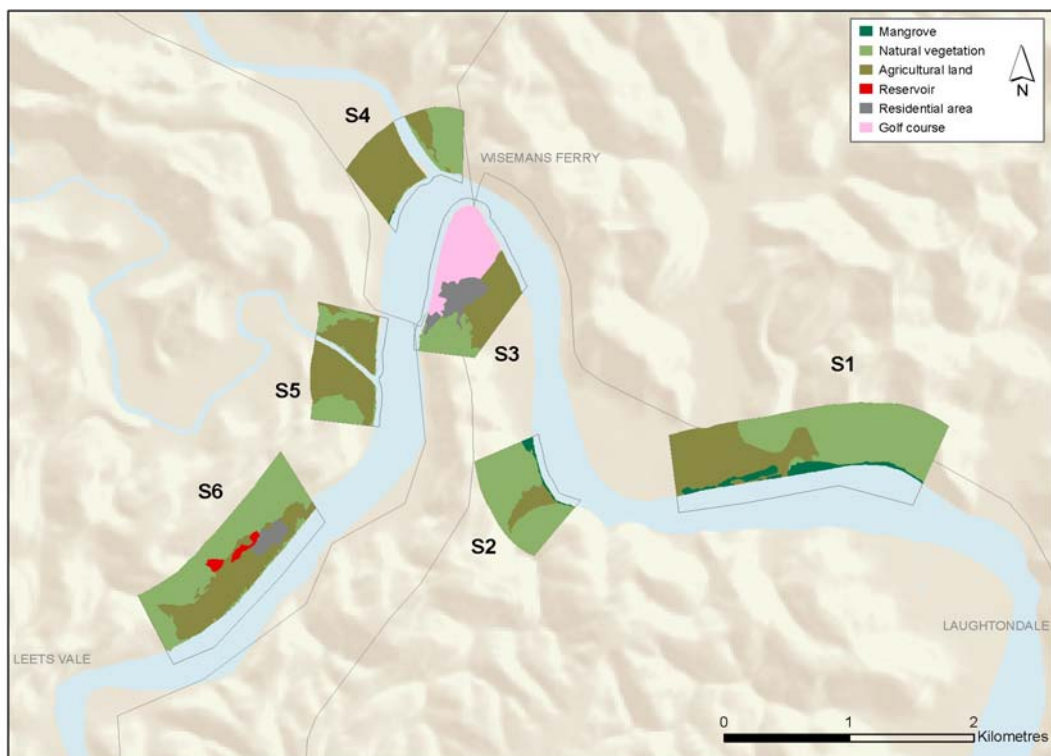 Mangrove
Natural vegetation
Agricultural land
Reservoir
Residential area
Golf course
N
S4
WISEMANS FERRY
S3
S1
S5
S6
S2
LAUGHTONDALE
LEETS VALE
0 1 2
Kilometres